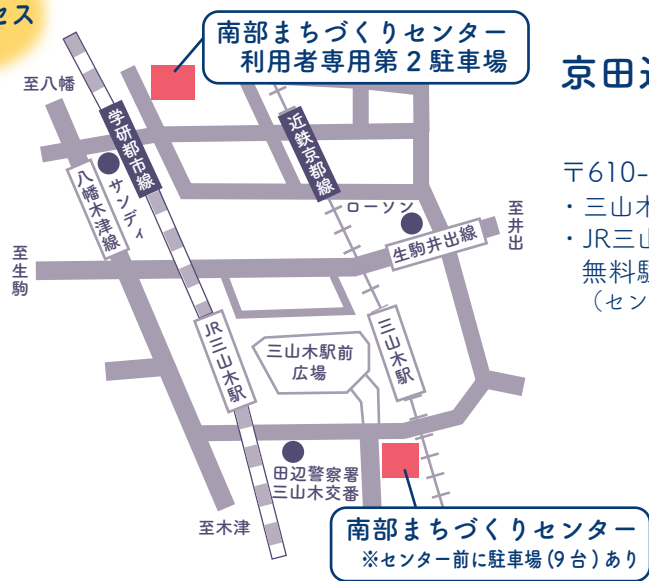 セス
南部まちづくりセンター
利用者専用第2駐車場
京田辺
至八幡
学研都市線
近鉄京都線
〒610-
・三山木
・JR三山
無料駐
（セン
八幡木津線
サンディ
ローソン
至井出
生駒井出線
至生駒
JR三山木駅
三山木駅前
広場
三山木駅
田辺警察署
三山木交番
至木津
南部まちづくりセンター
※センター前に駐車場(9台)あり